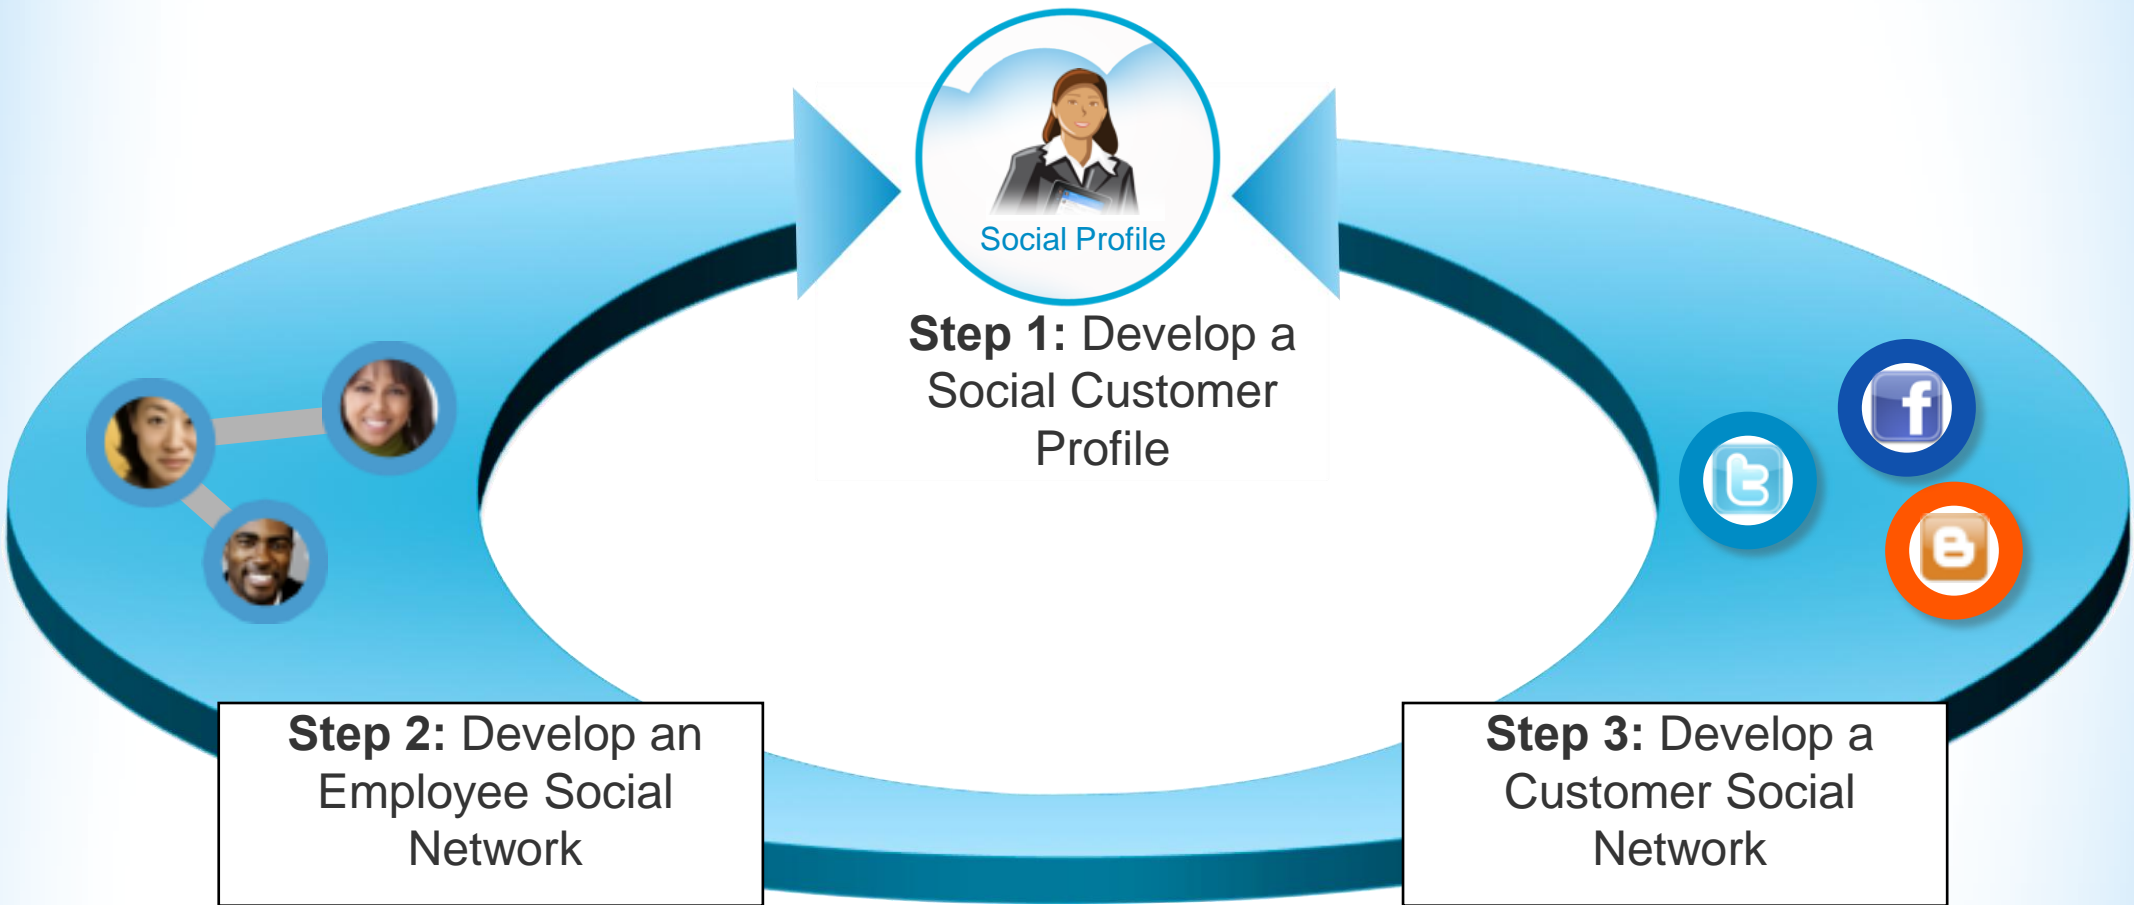 Social Profile
Step 1: Develop a
Social Customer
Profile
Step 2: Develop an
Employee Social
Network
Step 3: Develop a
Customer Social
Network